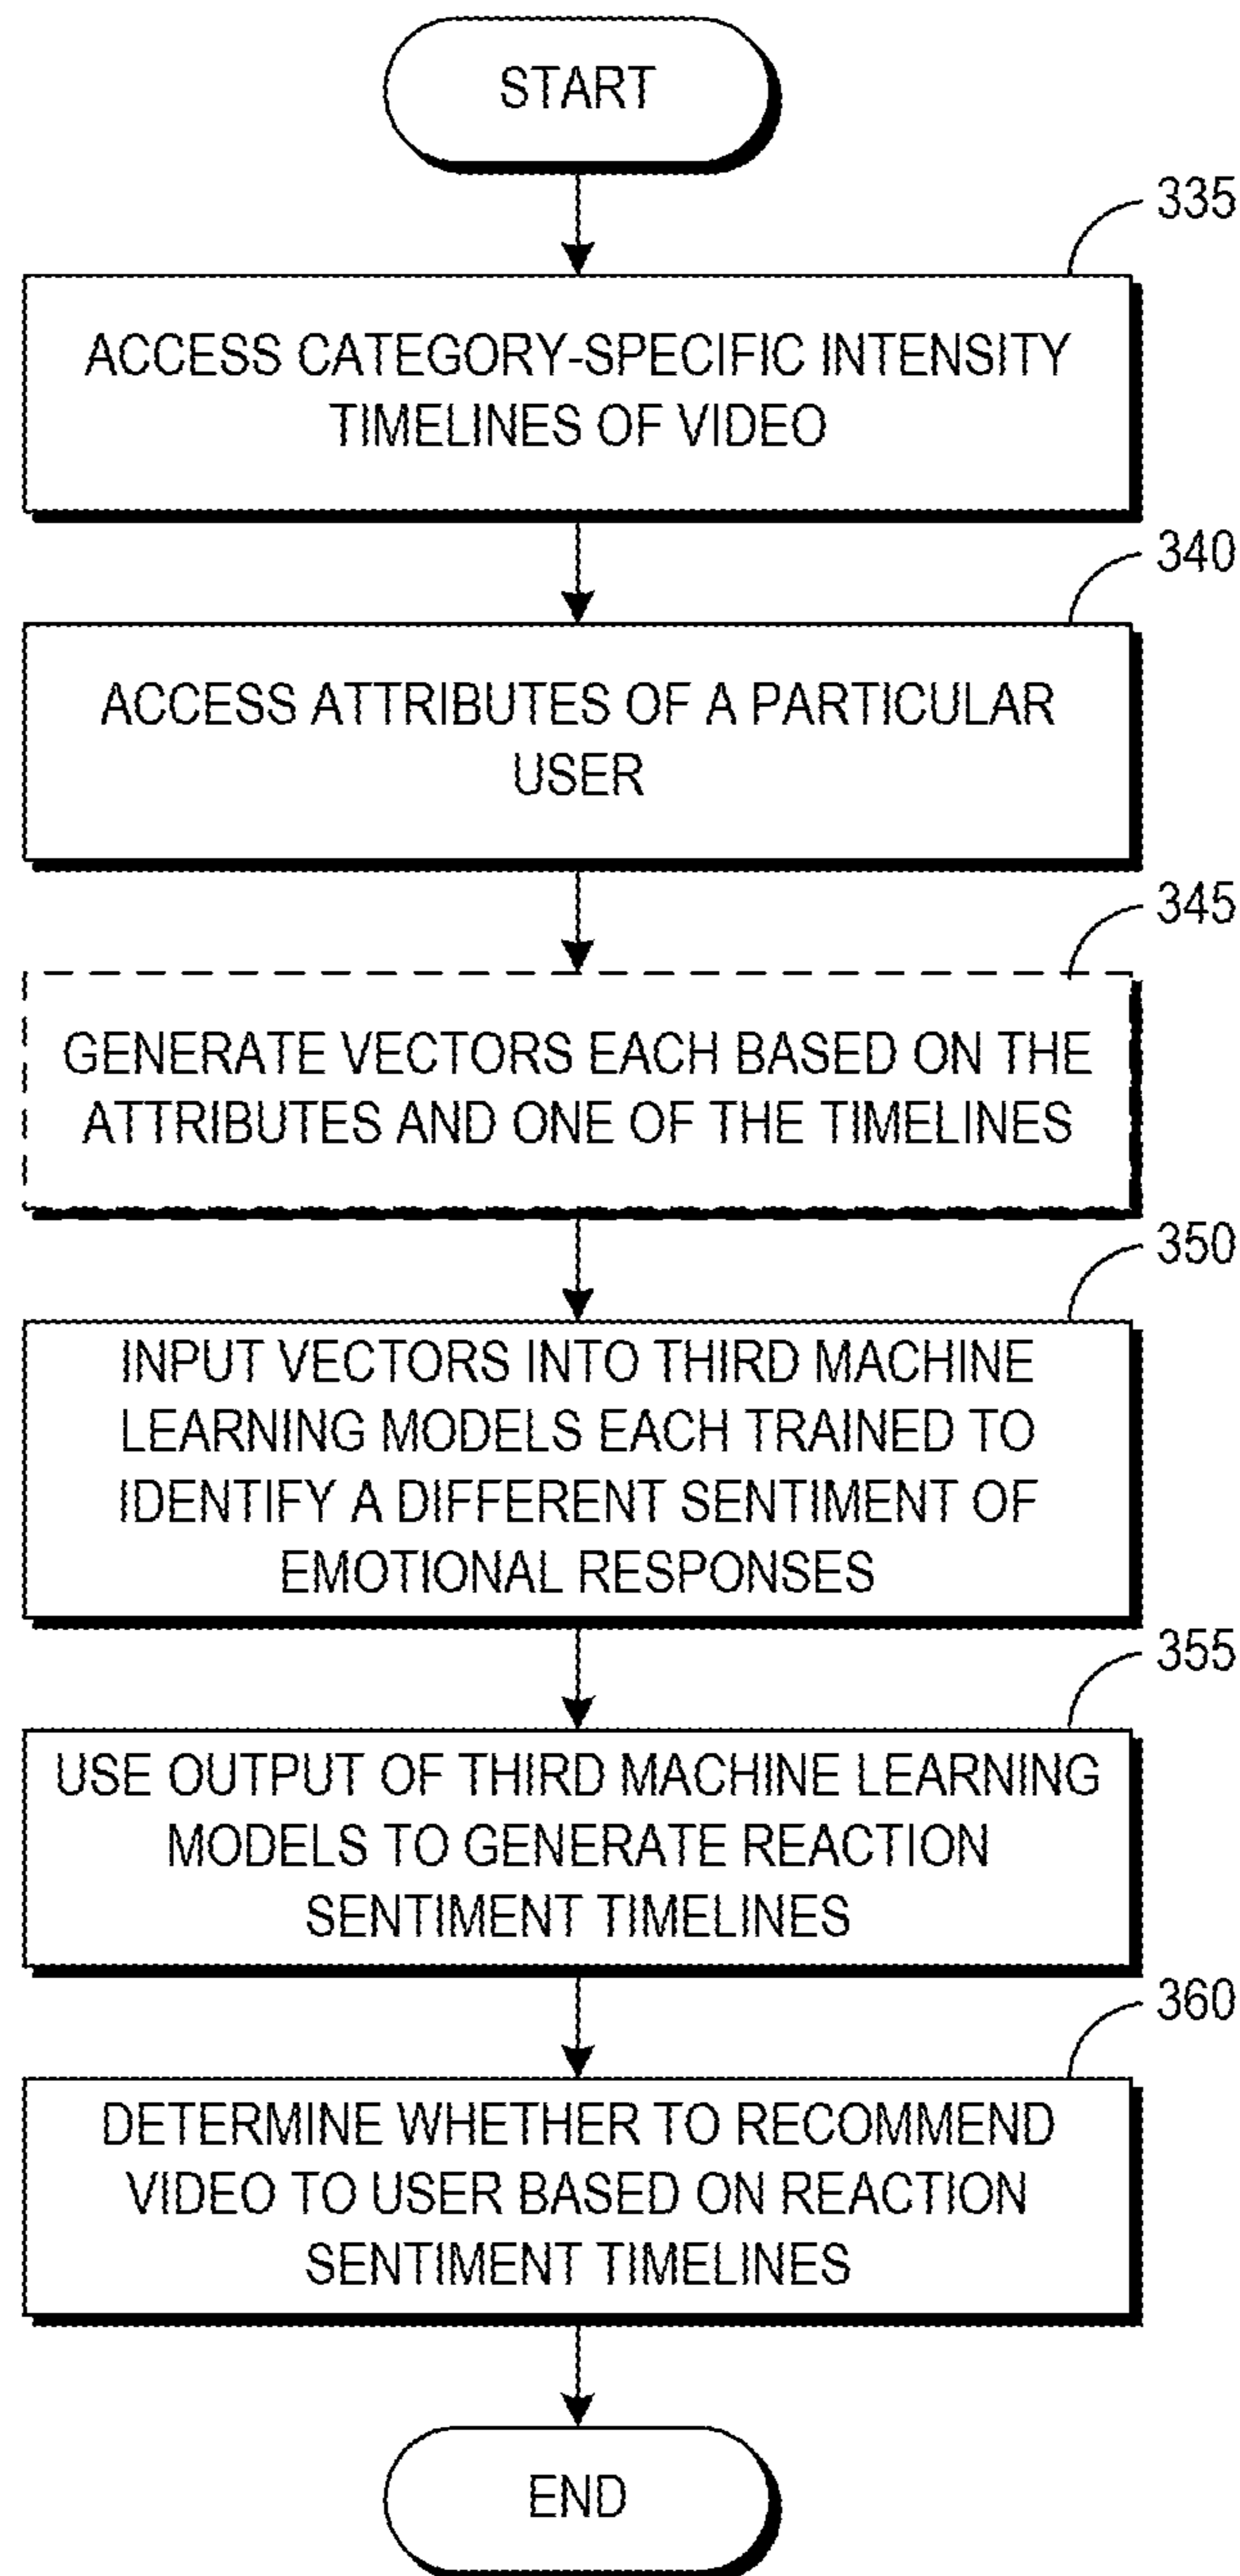 START
335
ACCESS CATEGORY-SPECIFIC INTENSITY
TIMELINES OF VIDEO
340
ACCESS ATTRIBUTES OF A PARTICULAR
USER
345
GENERATE VECTORS EACH BASED ON THE
ATTRIBUTES AND ONE OF THE TIMELINES
350
INPUT VECTORS INTO THIRD MACHINE
LEARNING MODELS EACH TRAINED TO
IDENTIFY A DIFFERENT SENTIMENT OF
EMOTIONAL RESPONSES
355
USE OUTPUT OF THIRD MACHINE LEARNING
MODELS TO GENERATE REACTION
SENTIMENT TIMELINES
360
DETERMINE WHETHER TO RECOMMEND
VIDEO TO USER BASED ON REACTION
SENTIMENT TIMELINES
END